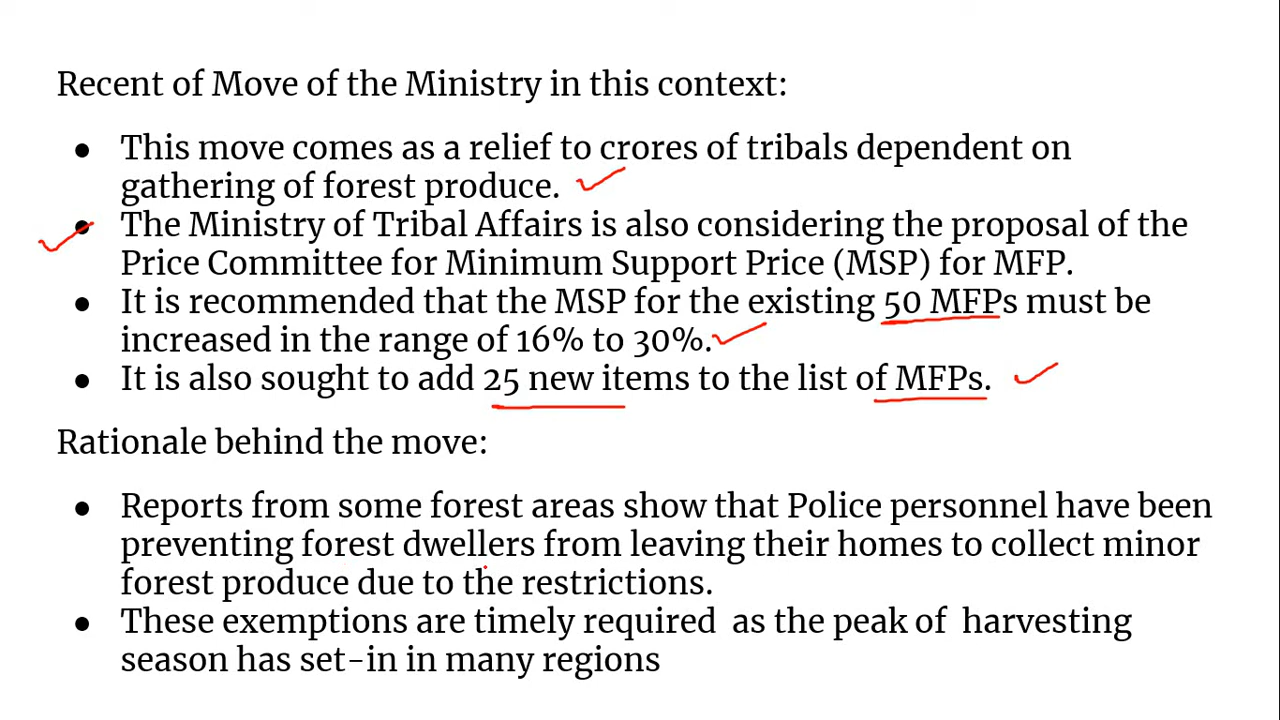 Recent of Move of the Ministry in this context:
● This move comes as a relief to crores of tribals dependent on
gathering of forest produce.
● The Ministry of Tribal Affairs is also considering the proposal of the
Price Committee for Minimum Support Price (MSP) for MFP.
● It is recommended that the MSP for the existing 50 MFPs must be
increased in the range of 16% to 30%.
● It is also sought to add 25 new items to the list of MFPs.
Rationale behind the move:
● Reports from some forest areas show that Police personnel have been
preventing forest dwellers from leaving their homes to collect minor
forest produce due to the restrictions.
● These exemptions are timely required as the peak of harvesting
season has set-in in many regions